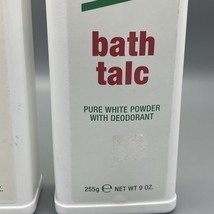 bath
talc
PURE WHITE POWDER
WITH DEODORANT
255g ℮ NET WT 9 OZ.